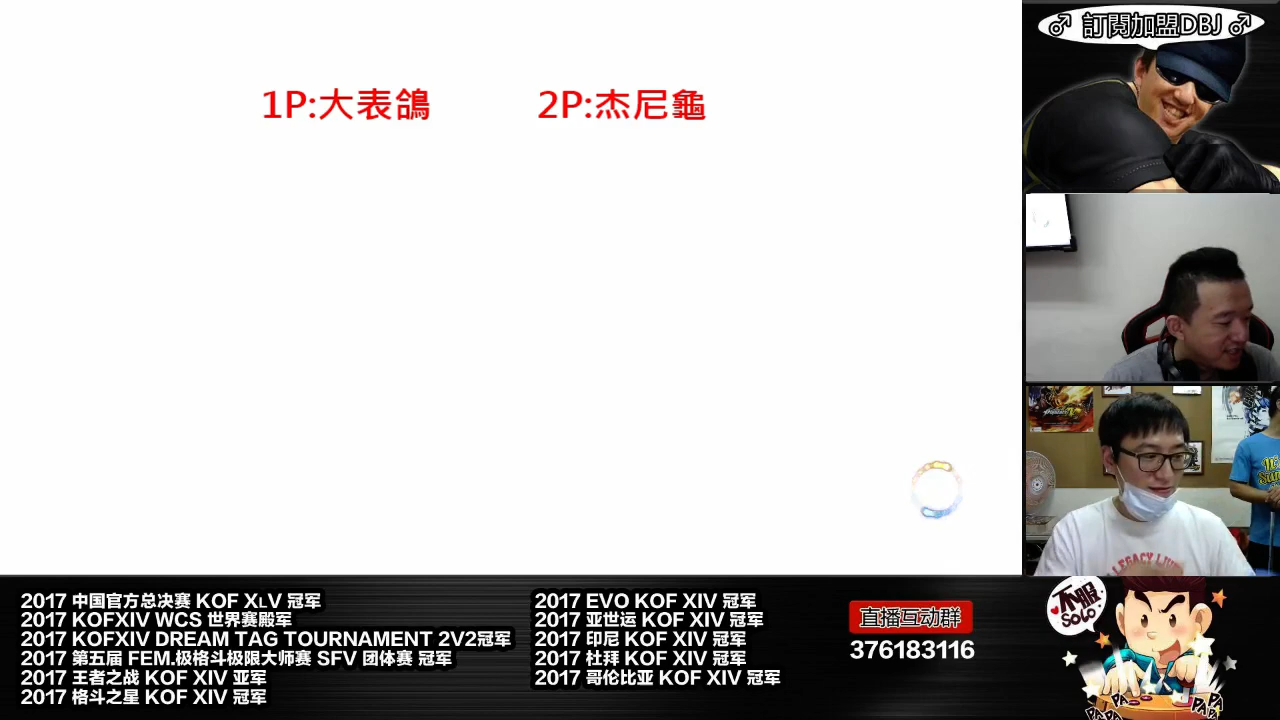 ♂ 訂閱加盟DBJ ♂
1P:大表鴿
2P:杰尼龜
2017 中国官方总决赛 KOF XLV 冠军
2017 KOFXIV WCS 世界赛殿军
2017 KOFXIV DREAM TAG TOURNAMENT 2V2冠军
2017 第五届 FEM.极格斗极限大师赛 SFV 团体赛 冠军
2017 王者之战 KOF XIV 亚军
2017 格斗之星 KOF XIV 冠军
2017 EVO KOF XIV 冠军
2017 亚世运 KOF XIV 冠军
2017 印尼 KOF XIV 冠军
2017 杜拜 KOF XIV 冠军
2017 哥伦比亚 KOF XIV 冠军
直播互动群
376183116
不服
SOLO
PA
PA
PA
PA
PA